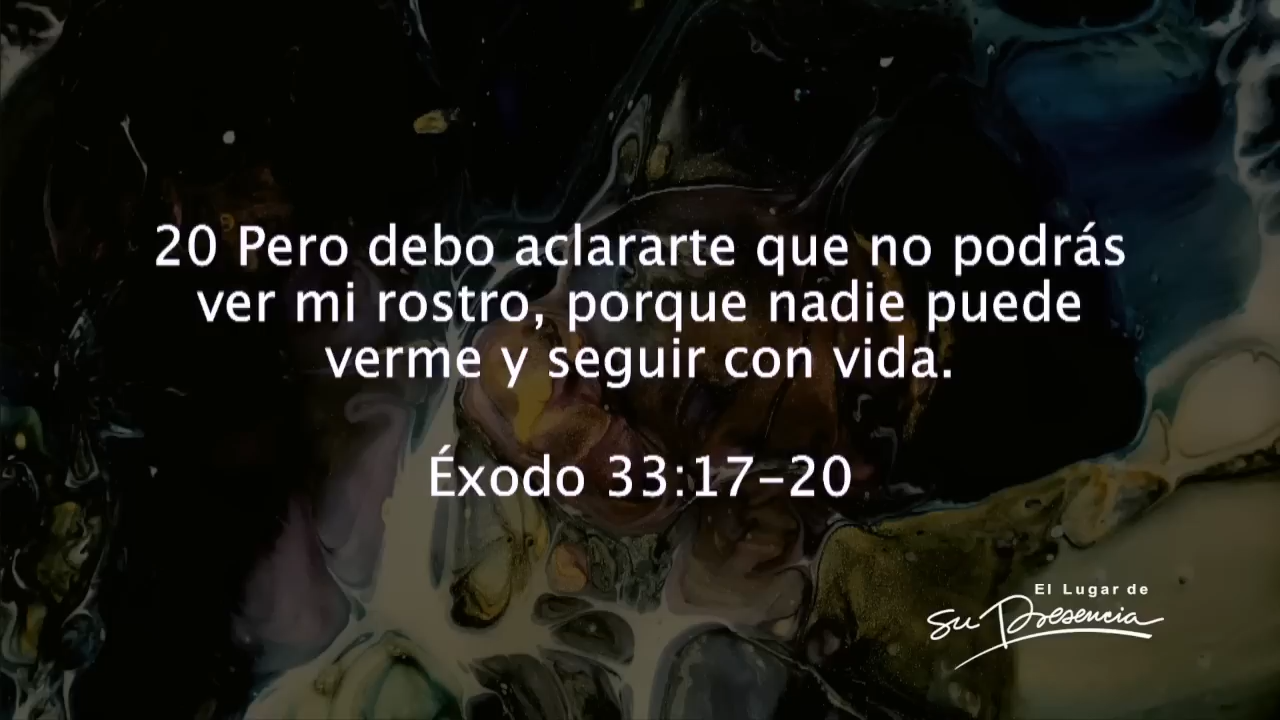 20 Pero debo aclararte que no podrás
ver mi rostro, porque nadie puede
verme y seguir con vida.
Éxodo 33:17-20
El Lugar de
Su Presencia